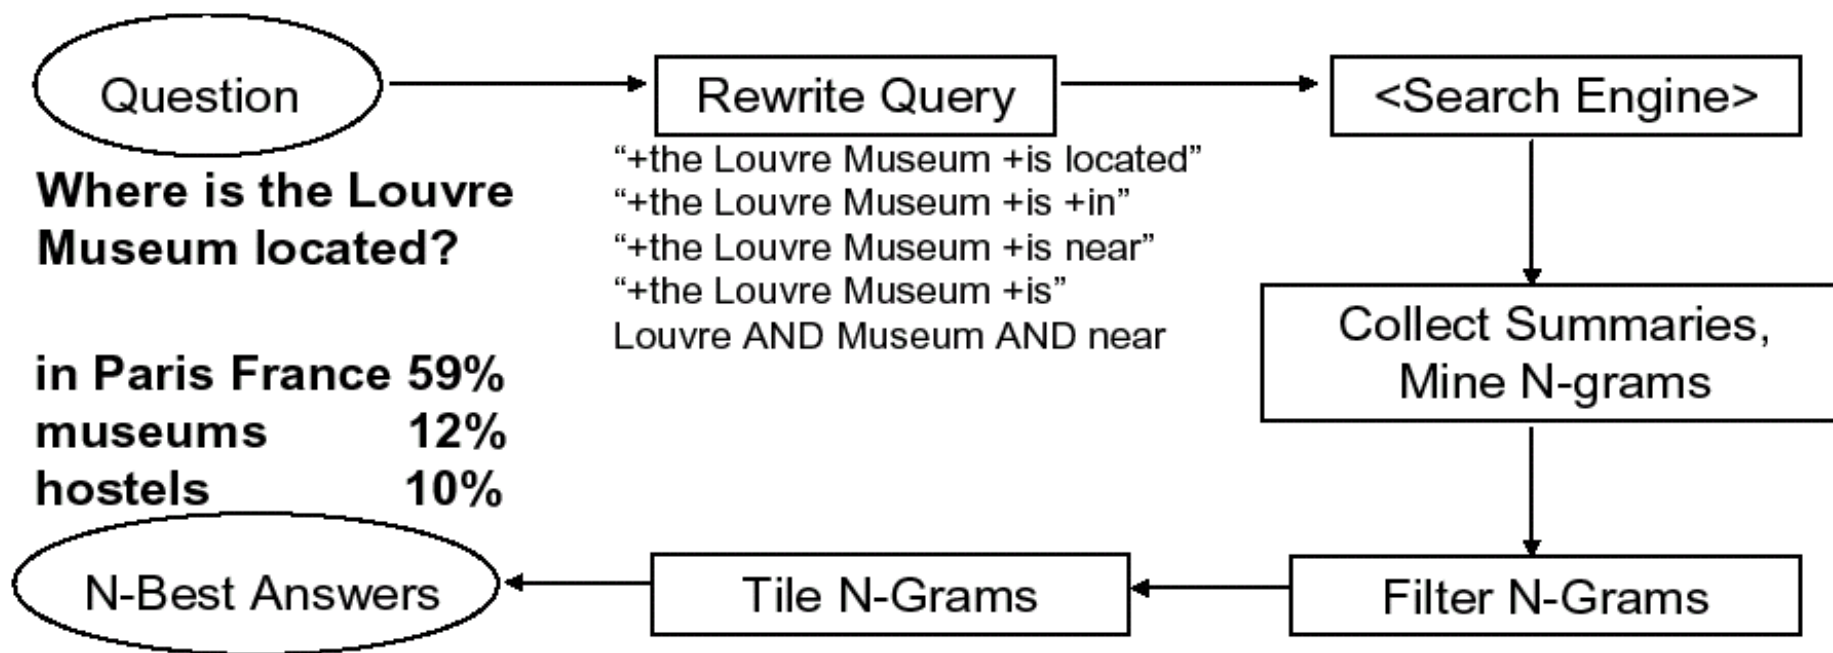 Question
Rewrite Query
<Search Engine>
Where is the Louvre
Museum located?
“+the Louvre Museum +is located”
“+the Louvre Museum +is +in”
“+the Louvre Museum +is near”
“+the Louvre Museum +is”
Louvre AND Museum AND near
Collect Summaries,
Mine N-grams
in Paris France 59%
museums 12%
hostels 10%
N-Best Answers
Tile N-Grams
Filter N-Grams